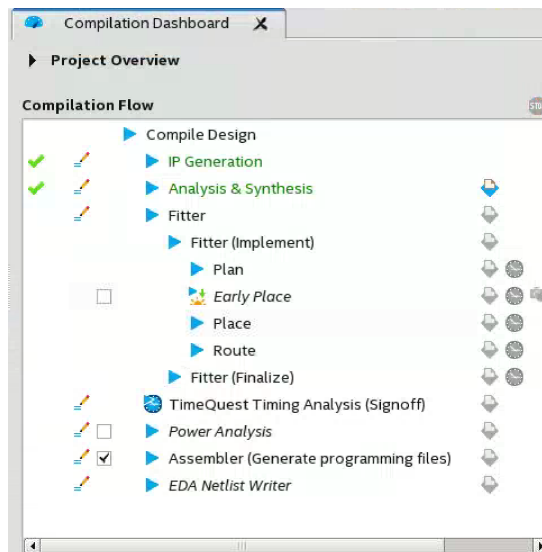 Compilation Dashboard
Project Overview
Compilation Flow
Compile Design
IP Generation
Analysis & Synthesis
Fitter
Fitter (Implement)
Plan
Early Place
Place
Route
Fitter (Finalize)
TimeQuest Timing Analysis (Signoff)
Power Analysis
Assembler (Generate programming files)
EDA Netlist Writer